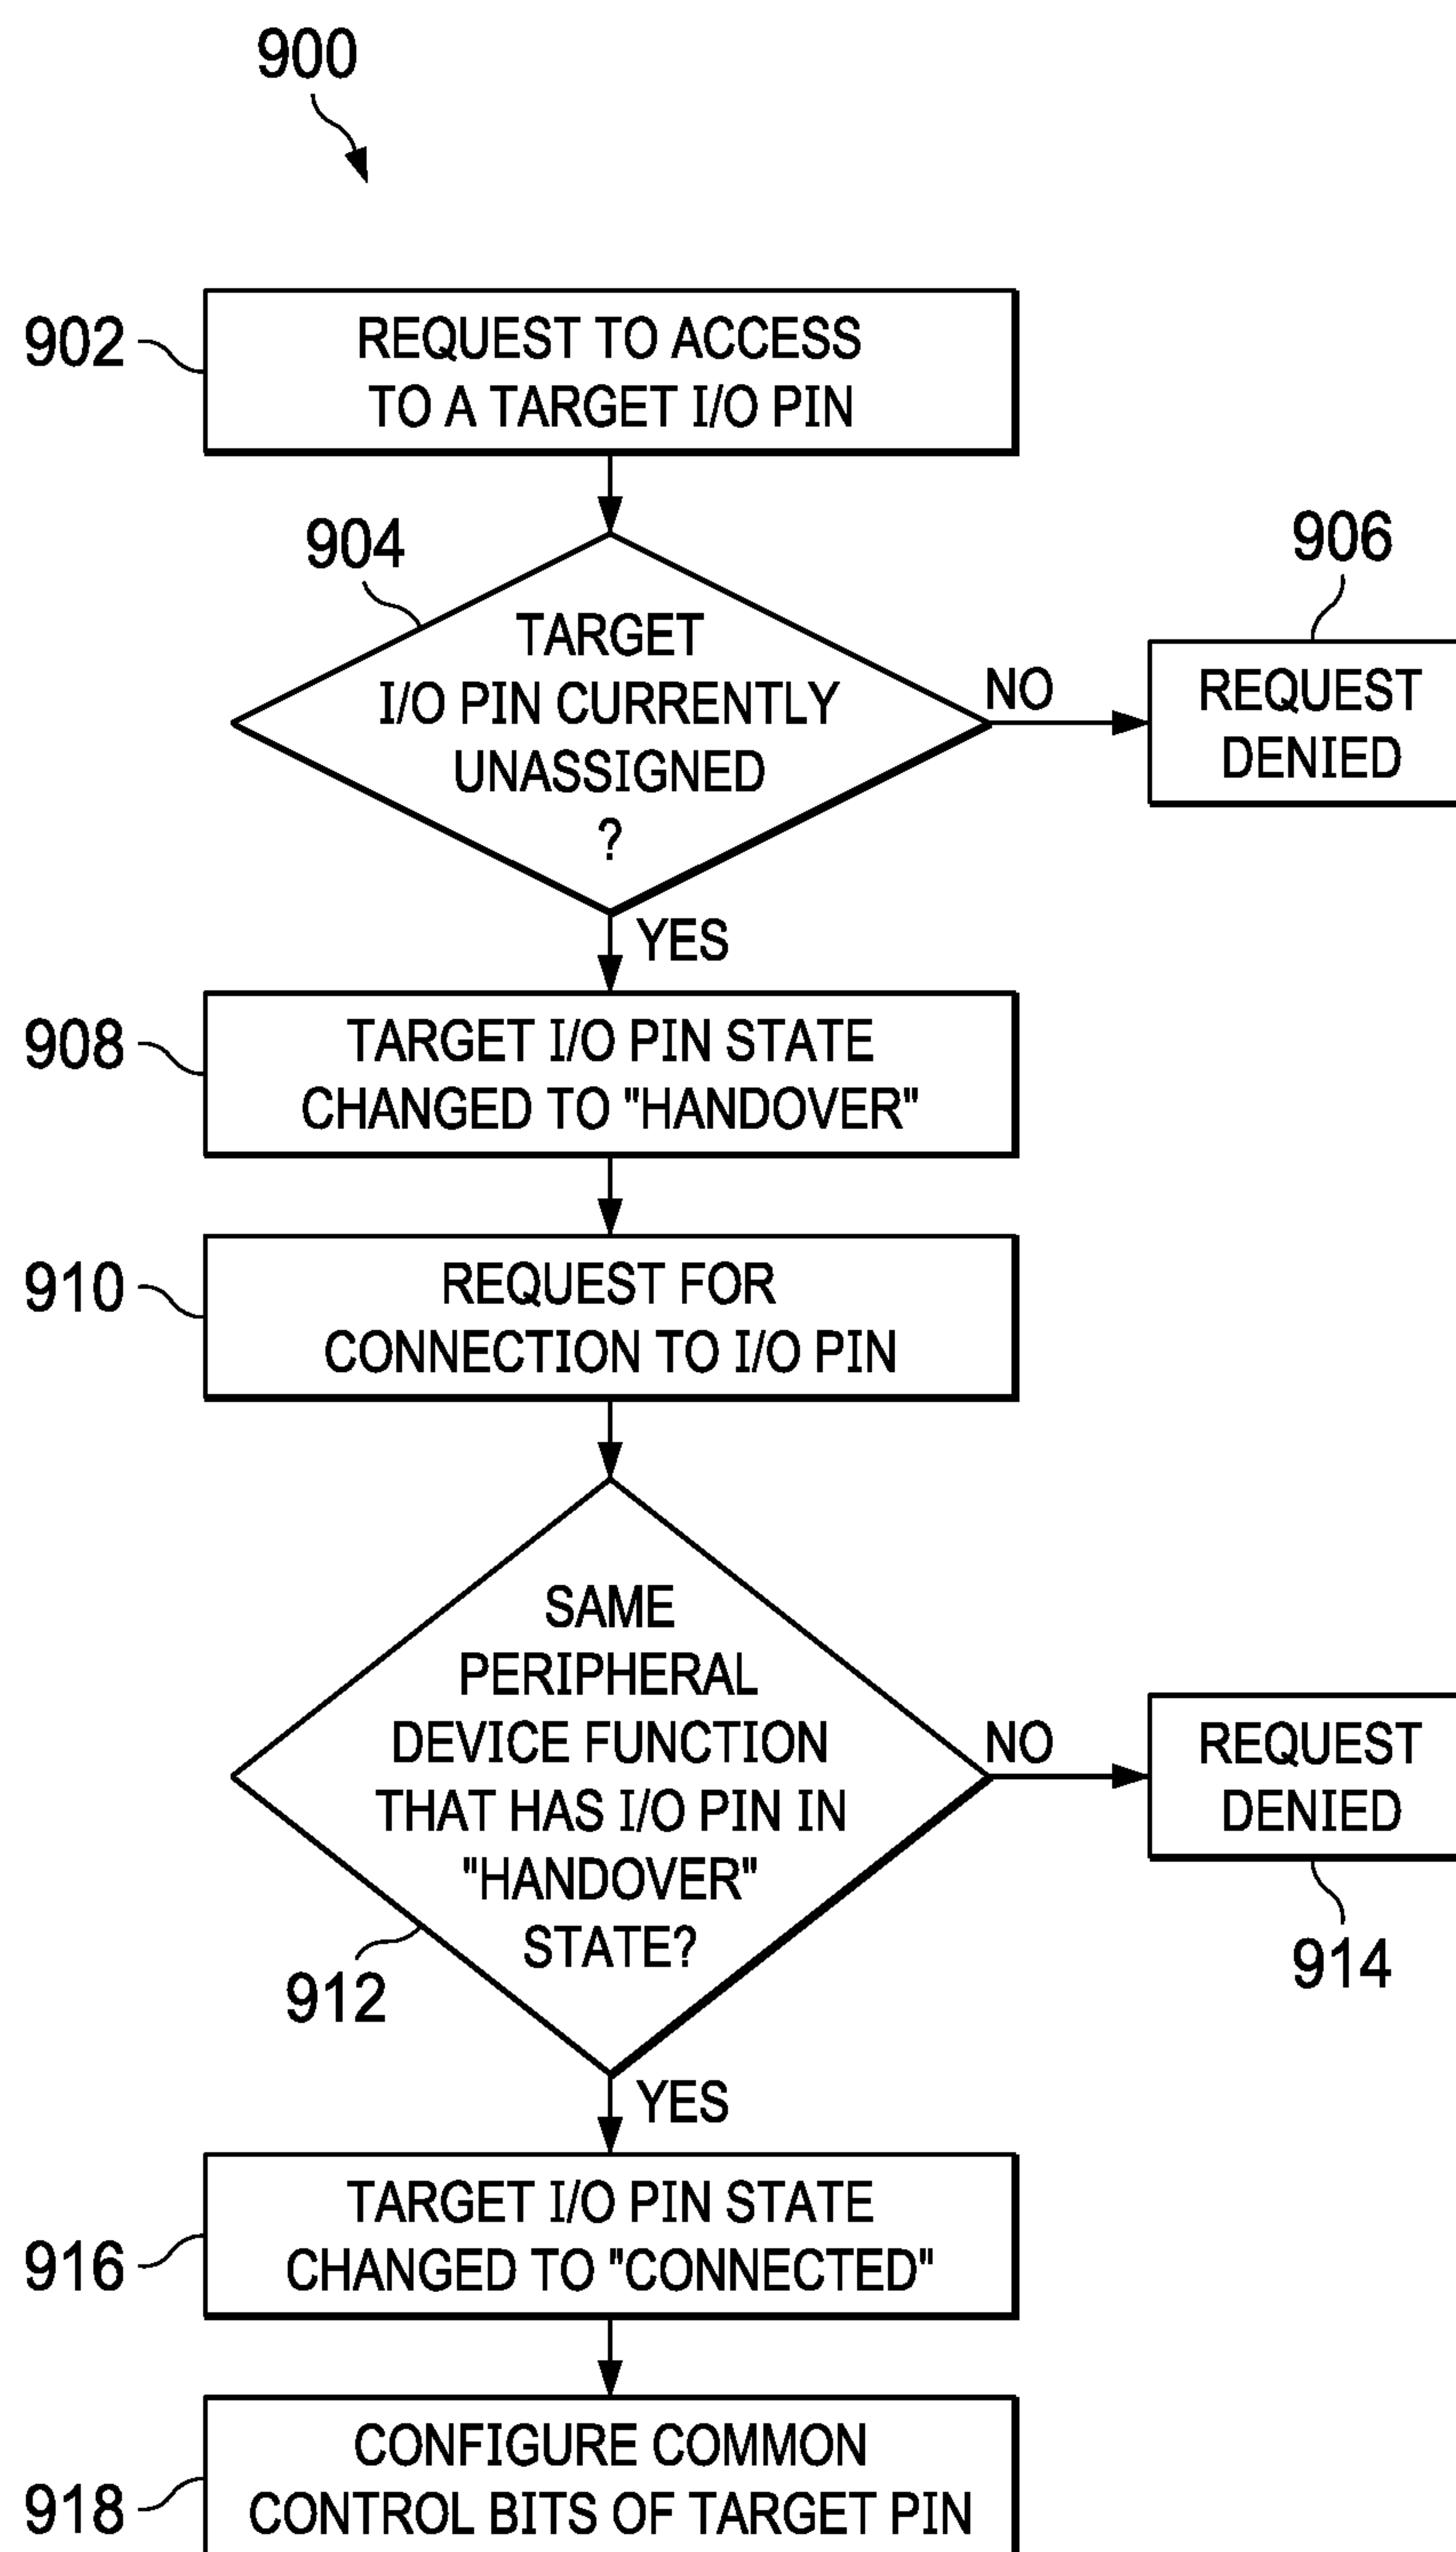 900
902
REQUEST TO ACCESS
TO A TARGET I/O PIN
904
TARGET
I/O PIN CURRENTLY
UNASSIGNED
?
NO
906
REQUEST
DENIED
YES
908
TARGET I/O PIN STATE
CHANGED TO "HANDOVER"
910
REQUEST FOR
CONNECTION TO I/O PIN
912
SAME
PERIPHERAL
DEVICE FUNCTION
THAT HAS I/O PIN IN
"HANDOVER"
STATE?
NO
REQUEST
DENIED
914
YES
916
TARGET I/O PIN STATE
CHANGED TO "CONNECTED"
918
CONFIGURE COMMON
CONTROL BITS OF TARGET PIN